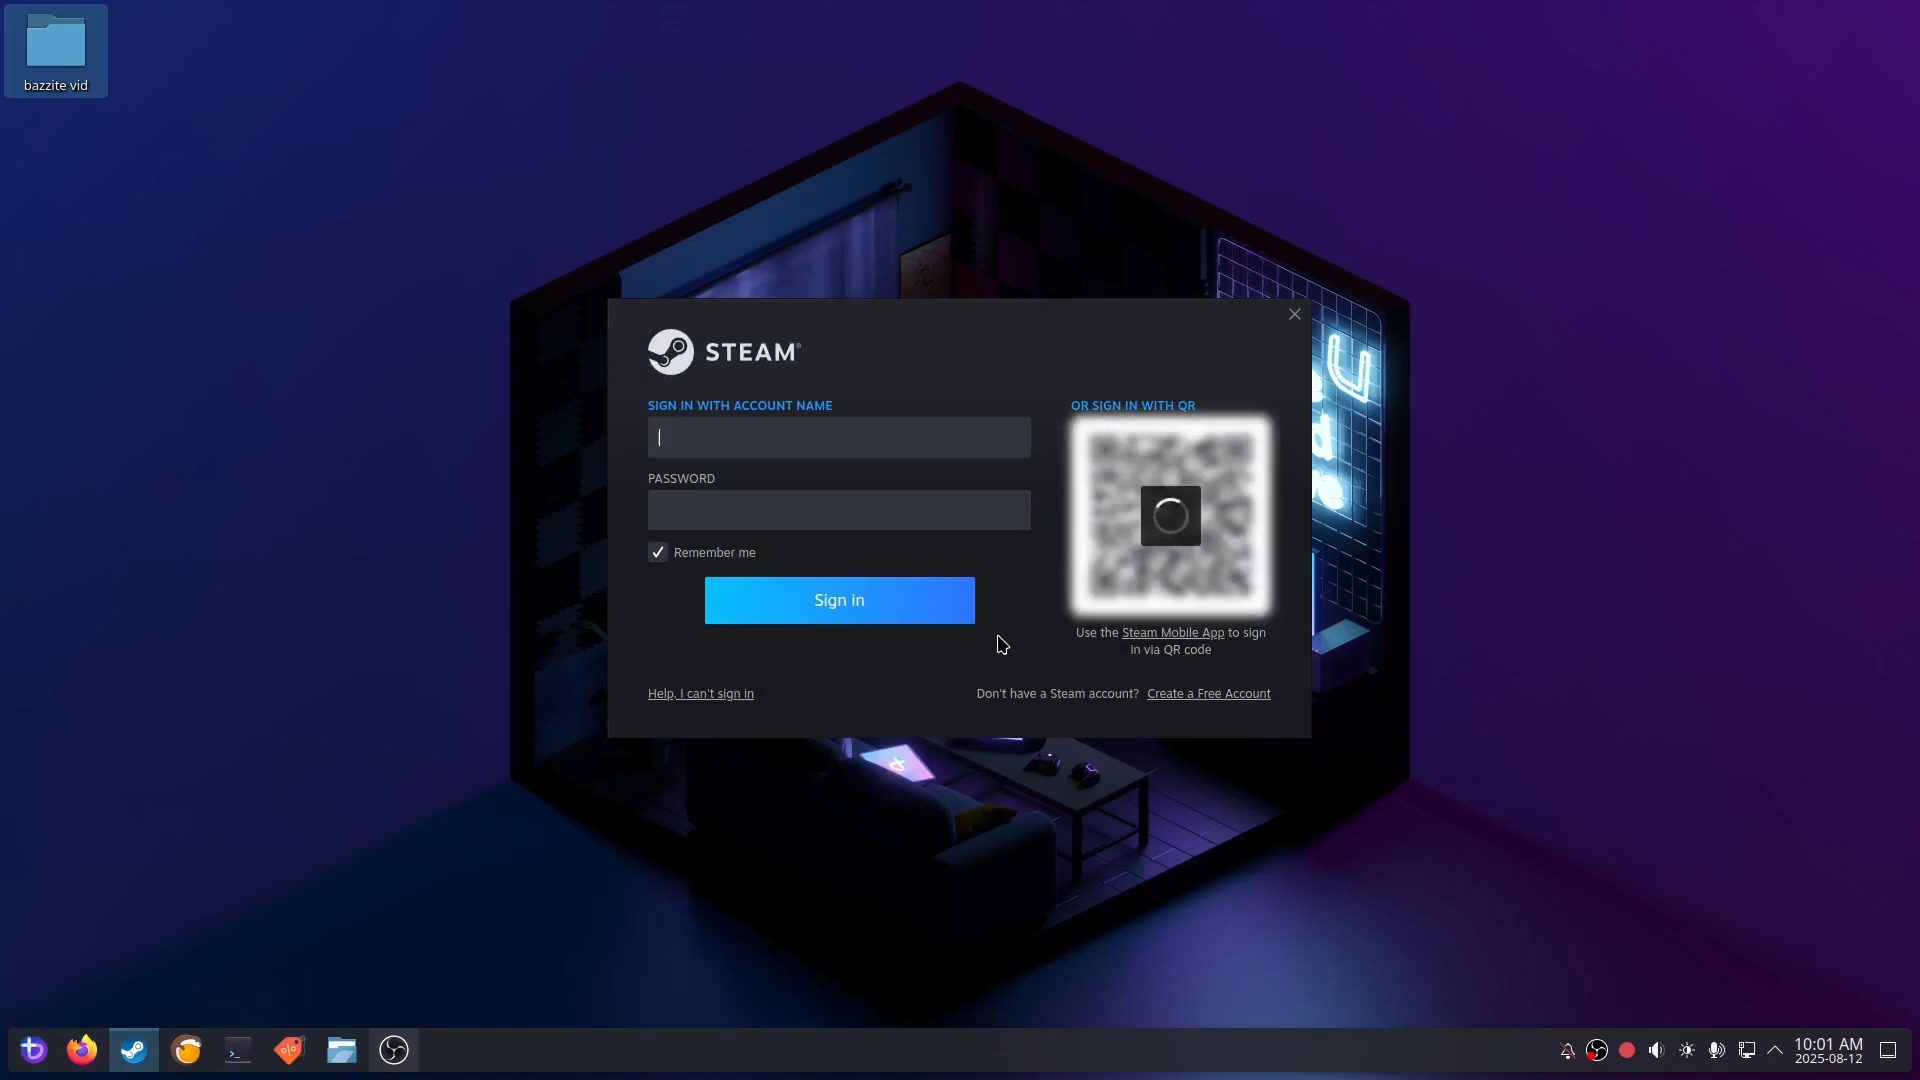 bazzite vid
STEAM®
SIGN IN WITH ACCOUNT NAME
OR SIGN IN WITH QR
PASSWORD
Remember me
Sign in
Use the Steam Mobile App to sign
in via QR code
Help, I can't sign in
Don't have a Steam account? Create a Free Account
10:01 AM
2025-08-12